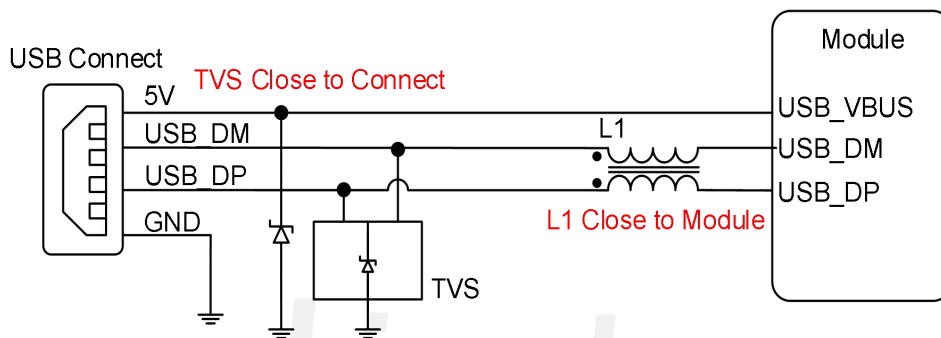 Module
USB Connect
TVS Close to Connect
5V
USB_VBUS
USB_DM
L1
USB_DM
USB_DP
USB_DP
L1 Close to Module
GND
TVS